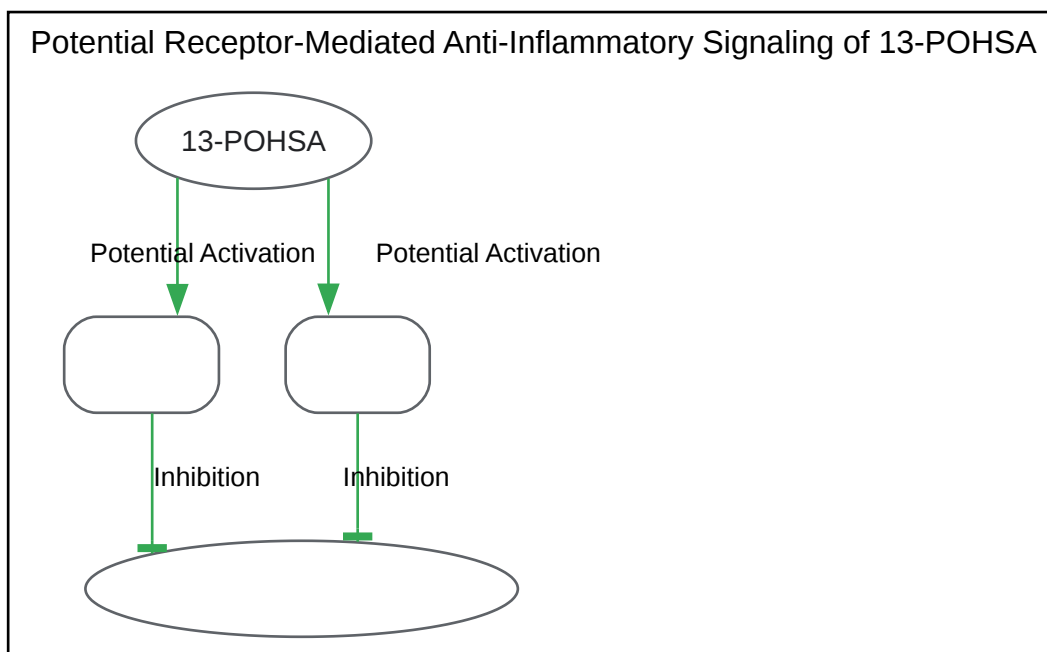 Potential Receptor-Mediated Anti-Inflammatory Signaling of 13-POHSA
13-POHSA
Potential Activation
Potential Activation
Inhibition
Inhibition